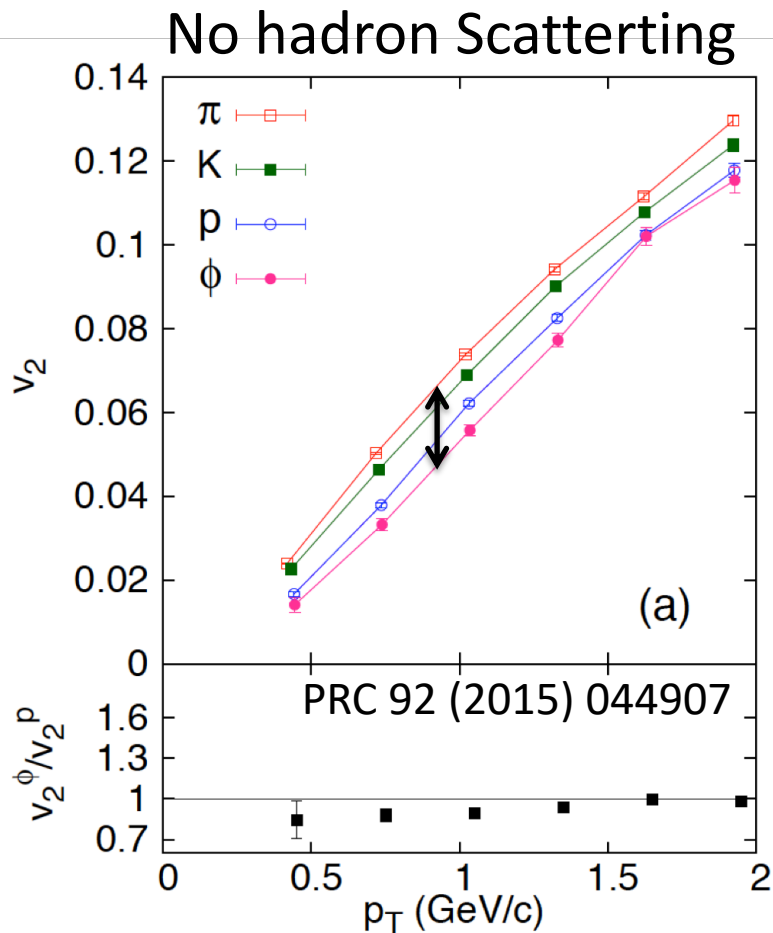 No hadron Scatterting
0.14
0.12
0.1
0.08
0.06
0.04
0.02
0
v2
π
K
p
ϕ
(a)
PRC 92 (2015) 044907
1.6
1.3
1
0.7
v2^ϕ/v2^p
0 0.5 1 1.5 2
pT (GeV/c)